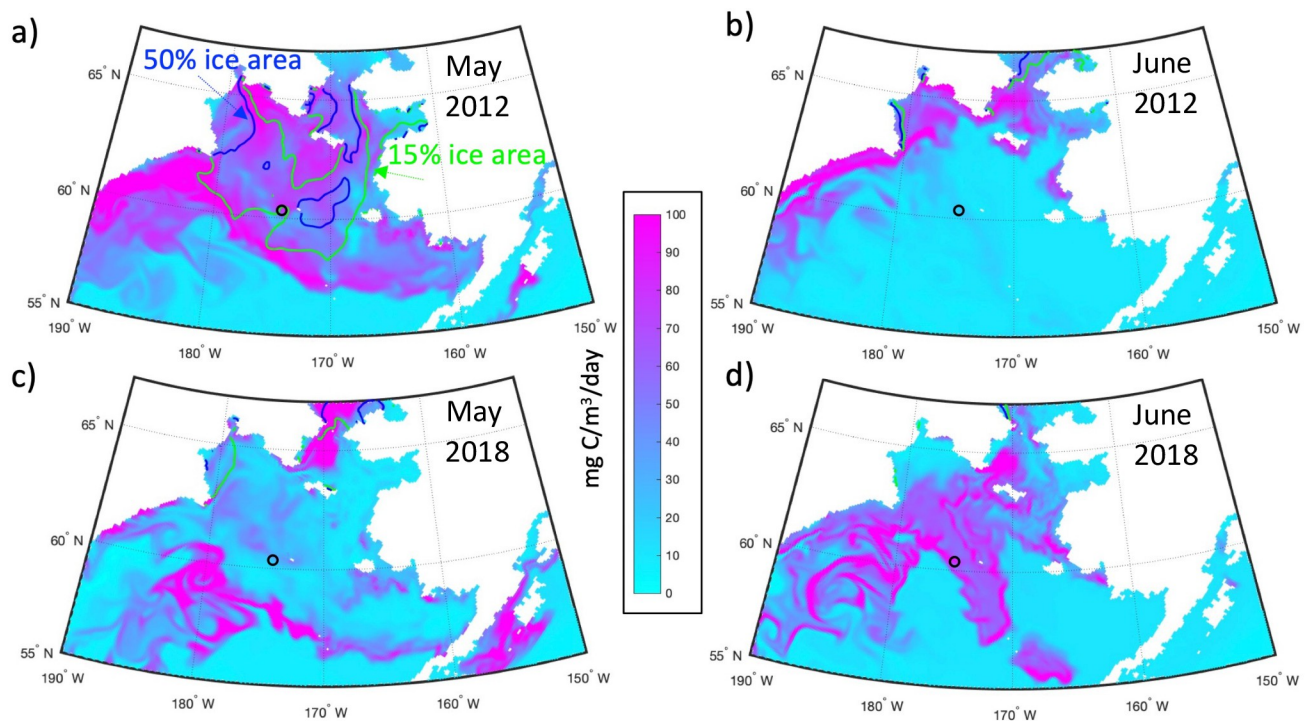 a)
50% ice area
15% ice area
May
2012
65° N
60° N
55° N
190° W
180° W
170° W
160° W
150° W
b)
June
2012
65° N
60° N
55° N
190° W
180° W
170° W
160° W
150° W
mg C/m³/day
100
90
80
70
60
50
40
30
20
10
0
c)
May
2018
65° N
60° N
55° N
190° W
180° W
170° W
160° W
150° W
d)
June
2018
65° N
60° N
55° N
190° W
180° W
170° W
160° W
150° W